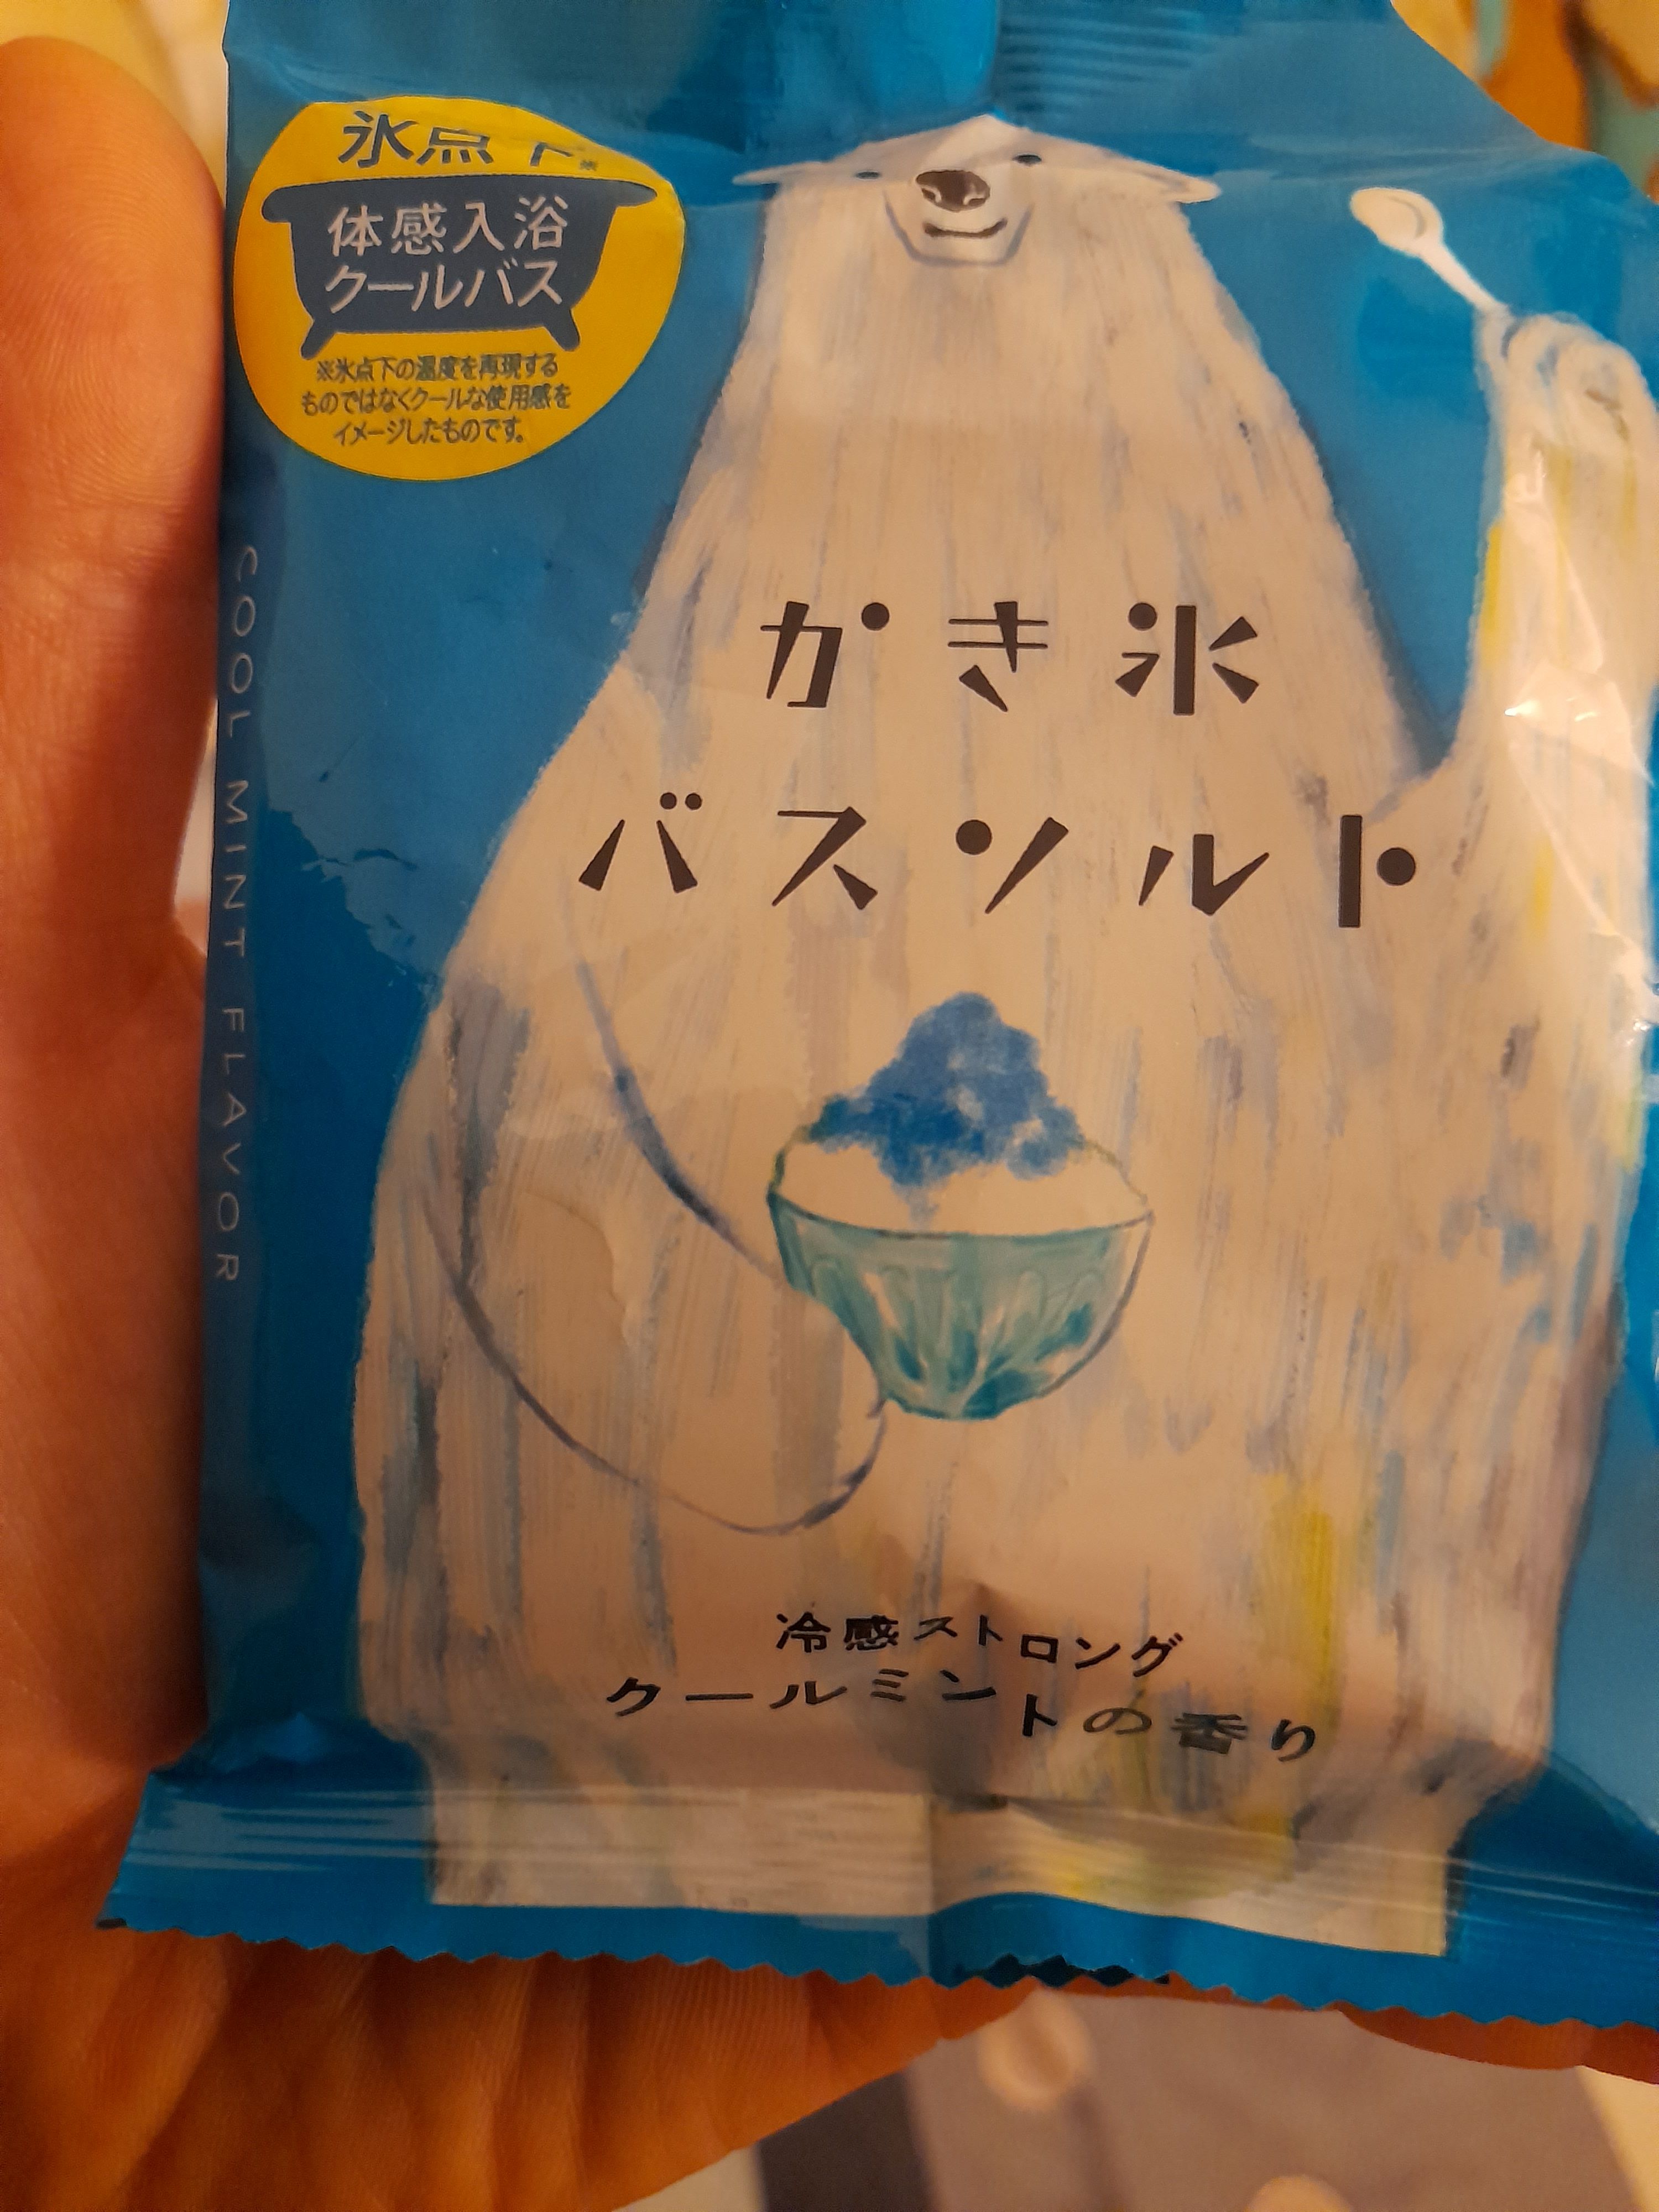 氷点下※
体感入浴
クールバス
※氷点下の温度を再現する
ものではなくクールな使用感を
イメージしたものです。
COOL MINT FLAVOR
かき氷
バスソルト
冷感ストロング
クールミントの香り